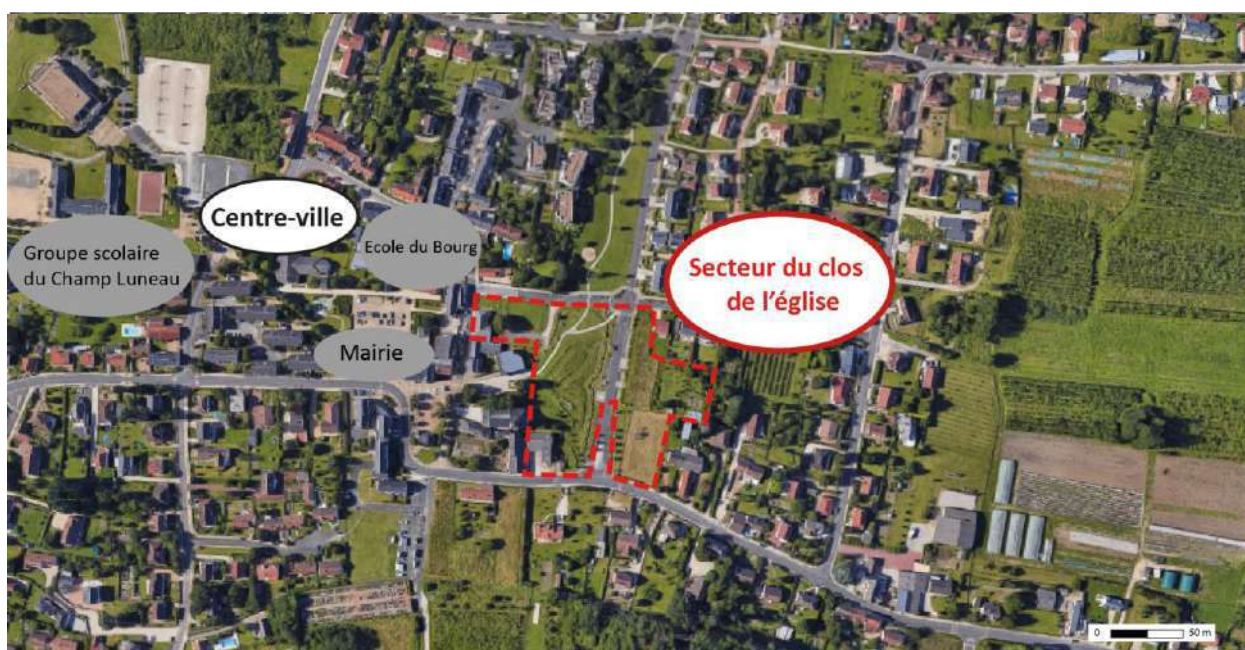 Centre-ville
Ecole du Bourg
Groupe scolaire
du Champ Luneau
Secteur du clos
de l'église
Mairie
0 50 m